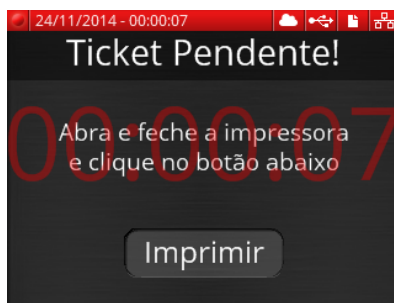 24/11/2014 - 00:00:07
Ticket Pendente!
00:00:07
Abra e feche a impressora
e clique no botão abaixo
Imprimir